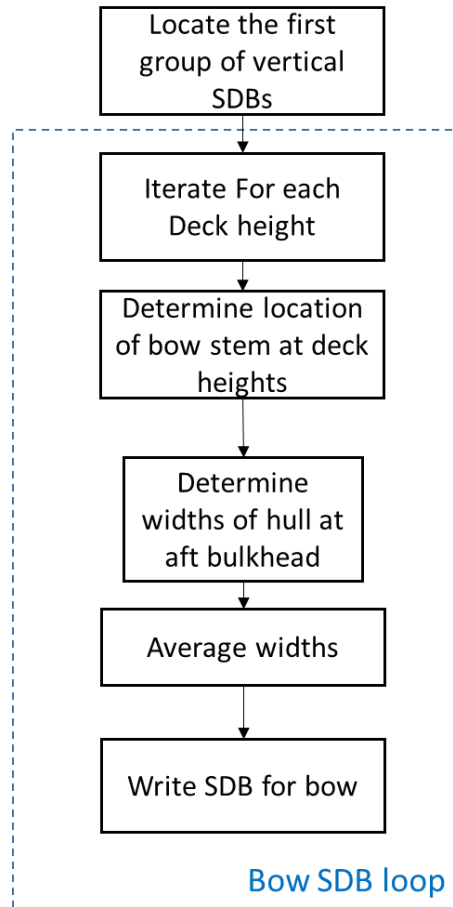 Locate the first
group of vertical
SDBs
Iterate For each
Deck height
Determine location
of bow stem at deck
heights
Determine
widths of hull at
aft bulkhead
Average widths
Write SDB for bow
Bow SDB loop